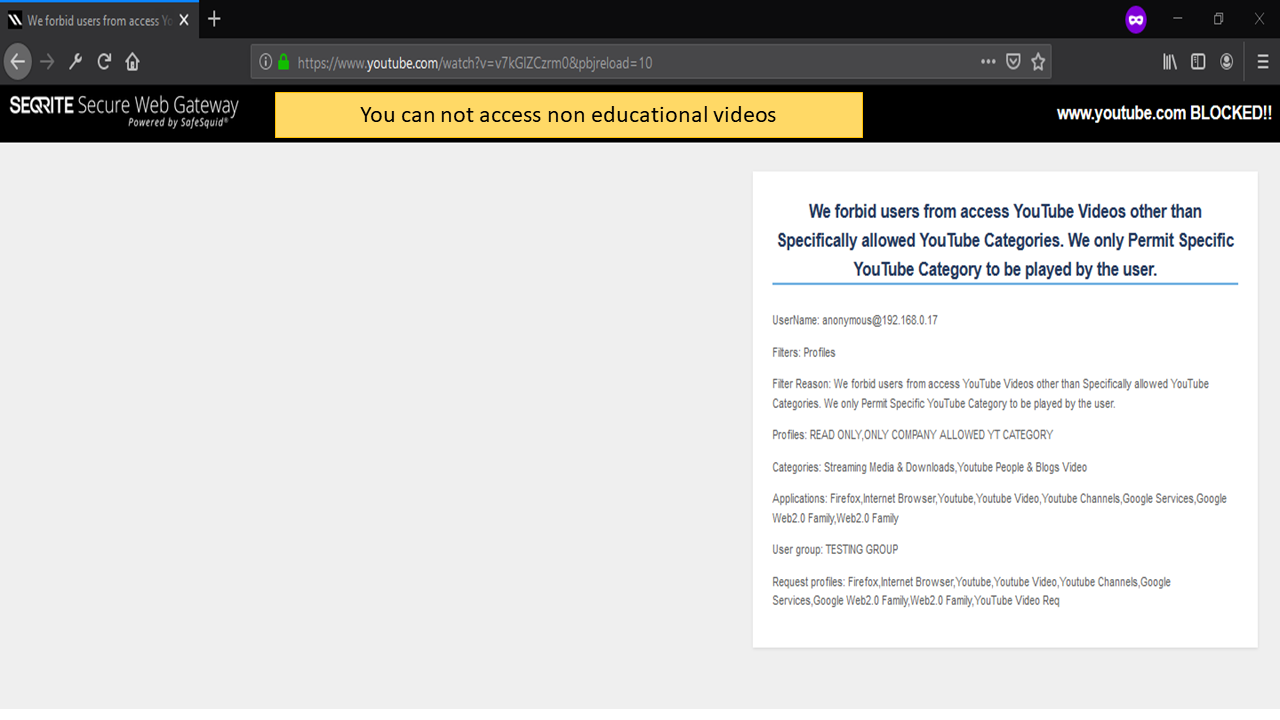 We forbid users from access Yo
https://www.youtube.com/watch?v=v7kGlZCzrm0&pbjreload=10
SEQRITE Secure Web Gateway
Powered by SafeSquid®
You can not access non educational videos
www.youtube.com BLOCKED!!
We forbid users from access YouTube Videos other than
Specifically allowed YouTube Categories. We only Permit Specific
YouTube Category to be played by the user.
UserName: anonymous@192.168.0.17
Filters: Profiles
Filter Reason: We forbid users from access YouTube Videos other than Specifically allowed YouTube
Categories. We only Permit Specific YouTube Category to be played by the user.
Profiles: READ ONLY,ONLY COMPANY ALLOWED YT CATEGORY
Categories: Streaming Media & Downloads,Youtube People & Blogs Video
Applications: Firefox,Internet Browser,Youtube,Youtube Video,Youtube Channels,Google Services,Google
Web2.0 Family,Web2.0 Family
User group: TESTING GROUP
Request profiles: Firefox,Internet Browser,Youtube,Youtube Video,Youtube Channels,Google
Services,Google Web2.0 Family,Web2.0 Family,YouTube Video Req